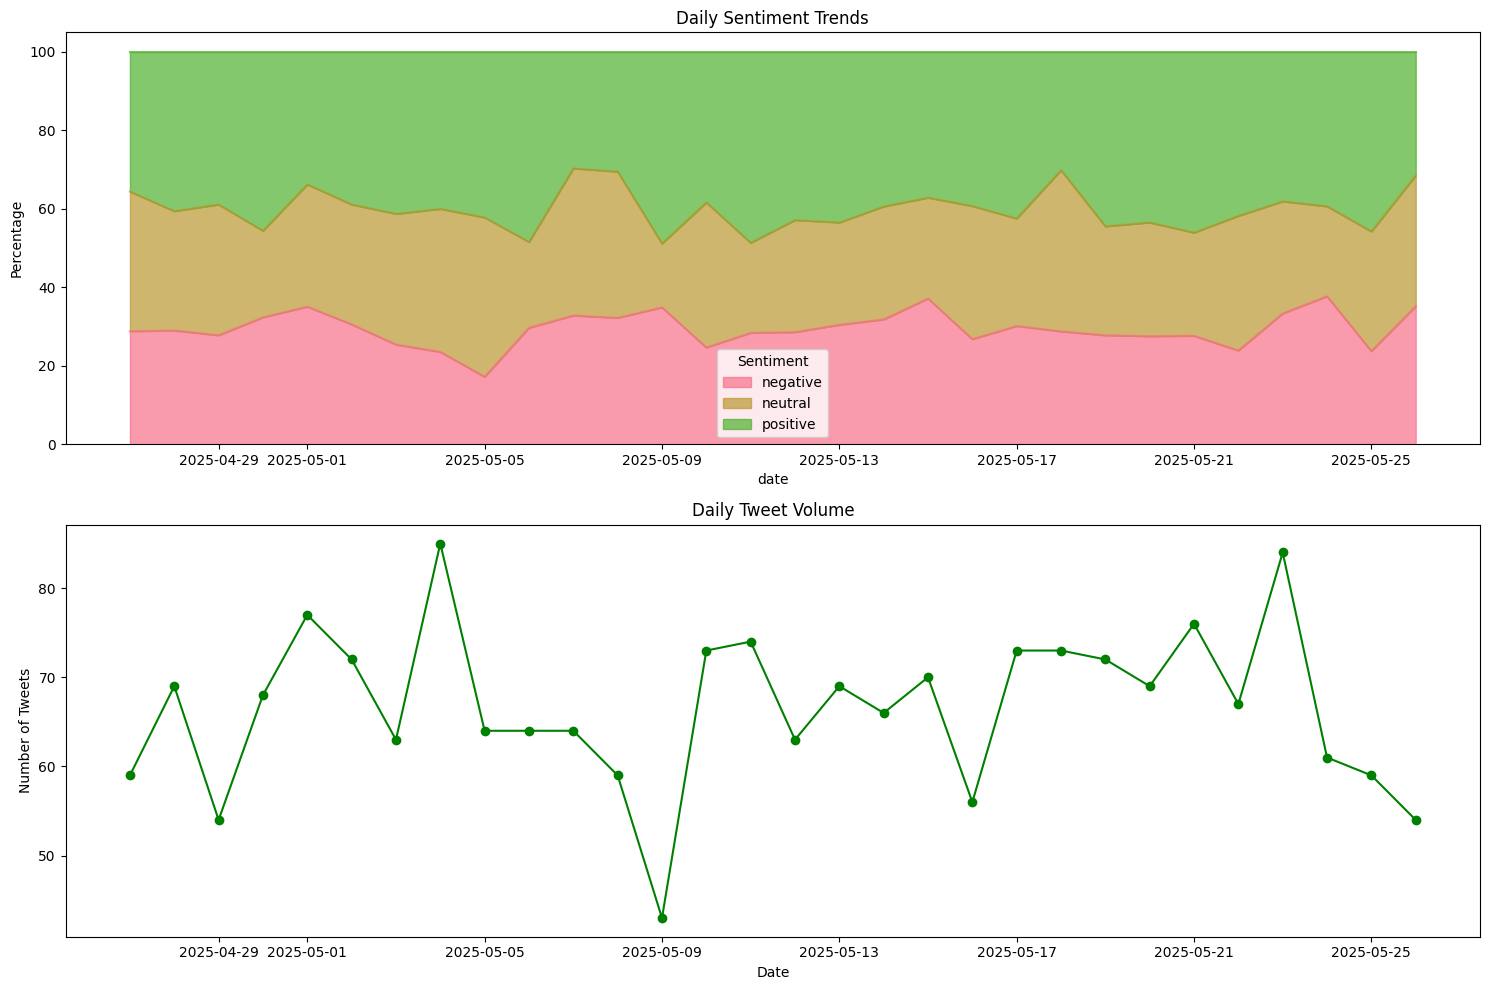 Daily Sentiment Trends
Percentage
100
80
60
40
20
0
Sentiment
negative
neutral
positive
2025-04-29 2025-05-01 2025-05-05 2025-05-09 2025-05-13 2025-05-17 2025-05-21 2025-05-25
date
Daily Tweet Volume
Number of Tweets
80
70
60
50
2025-04-29 2025-05-01 2025-05-05 2025-05-09 2025-05-13 2025-05-17 2025-05-21 2025-05-25
Date